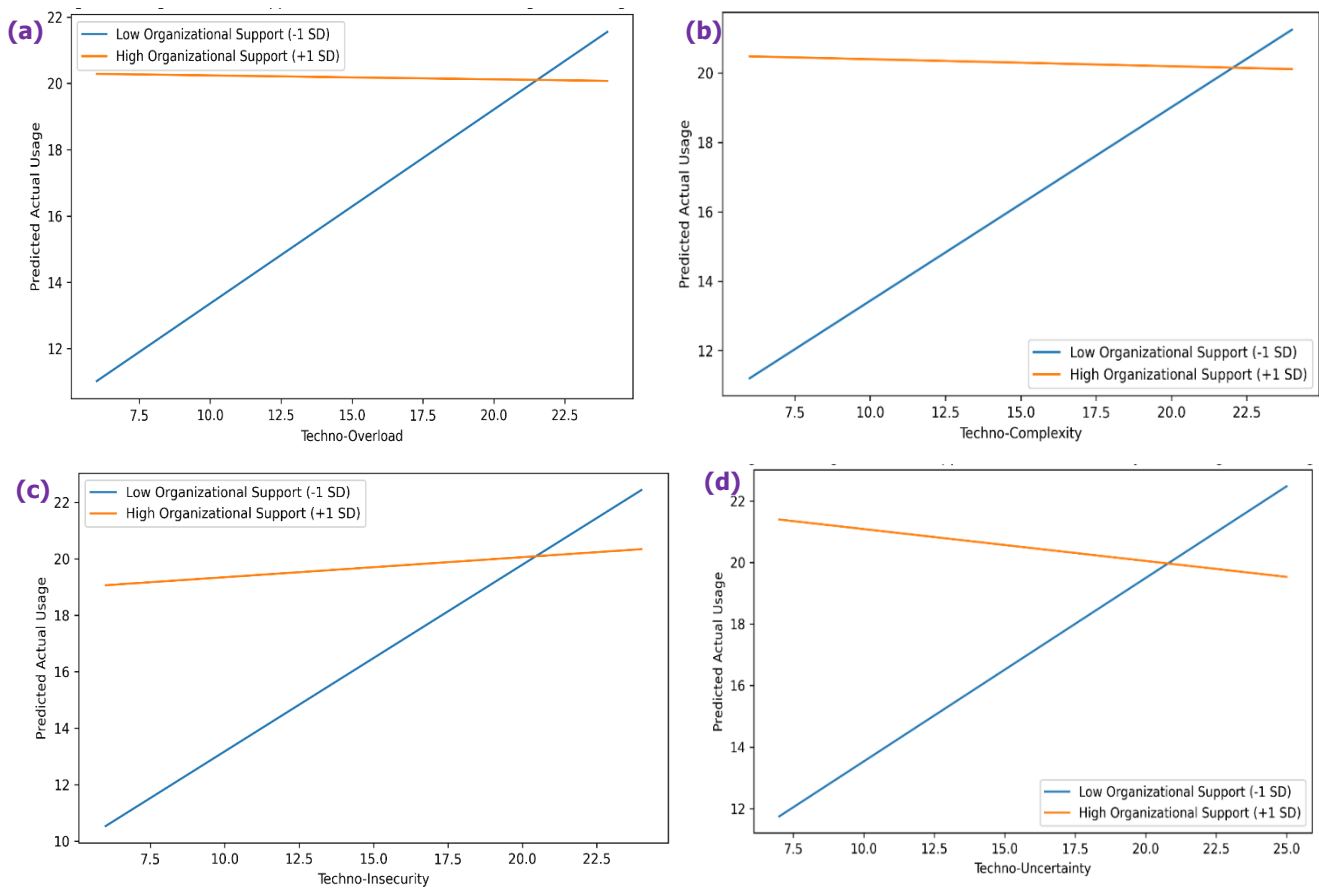 (a)
22
20
18
16
14
12
Predicted Actual Usage
Low Organizational Support (-1 SD)
High Organizational Support (+1 SD)
7.5 10.0 12.5 15.0 17.5 20.0 22.5
Techno-Overload
(b)
20
18
16
14
12
Predicted Actual Usage
Low Organizational Support (-1 SD)
High Organizational Support (+1 SD)
7.5 10.0 12.5 15.0 17.5 20.0 22.5
Techno-Complexity
(c)
22
20
18
16
14
12
10
Predicted Actual Usage
Low Organizational Support (-1 SD)
High Organizational Support (+1 SD)
7.5 10.0 12.5 15.0 17.5 20.0 22.5
Techno-Insecurity
(d)
22
20
18
16
14
12
Predicted Actual Usage
Low Organizational Support (-1 SD)
High Organizational Support (+1 SD)
7.5 10.0 12.5 15.0 17.5 20.0 22.5 25.0
Techno-Uncertainty